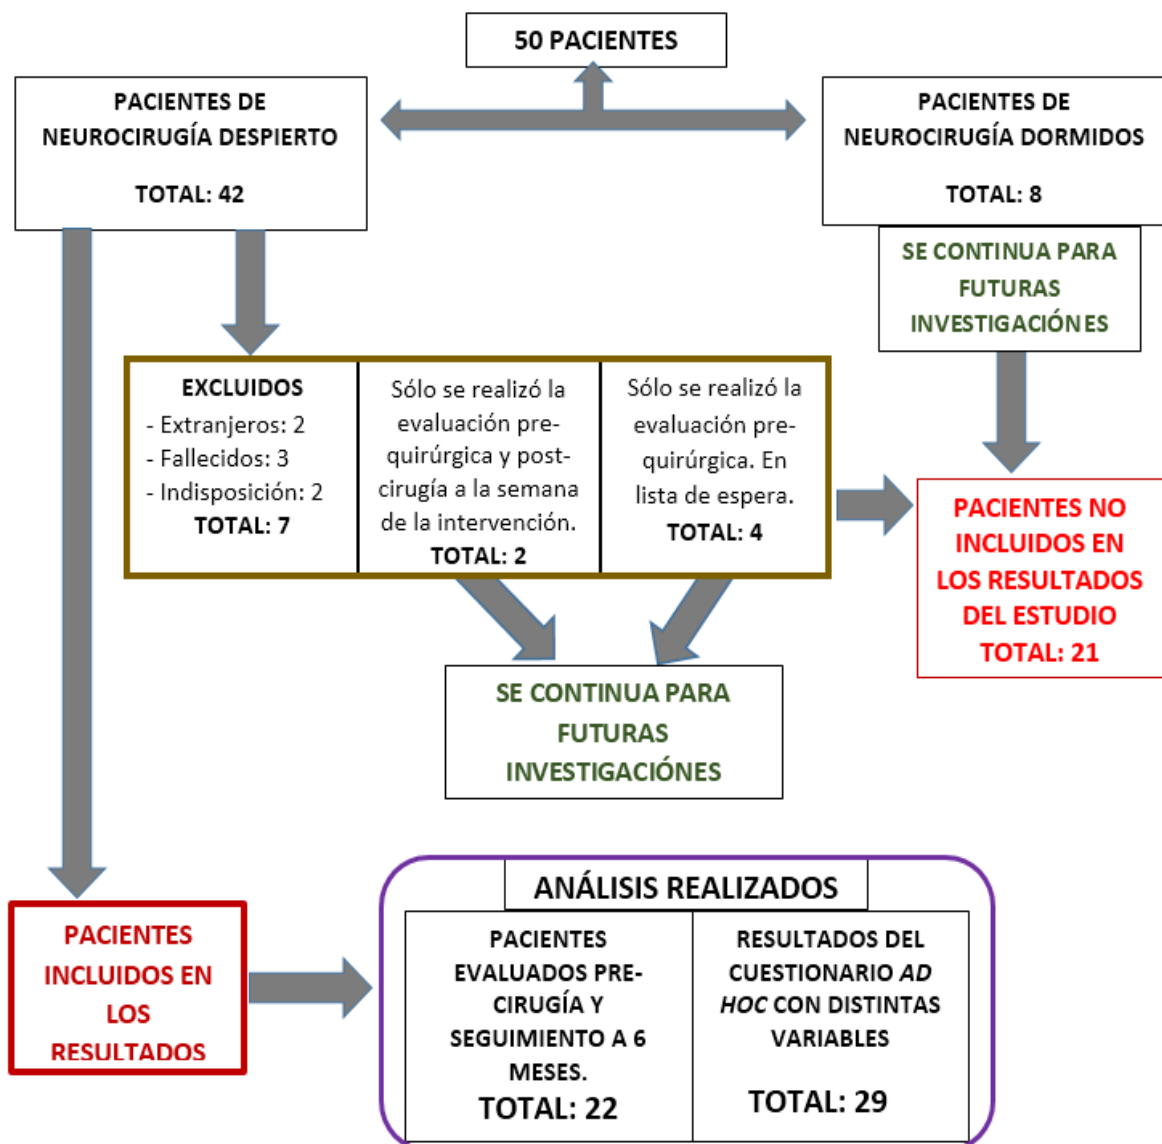 50 PACIENTES
PACIENTES DE
NEUROCIRUGÍA DESPIERTO
TOTAL: 42
PACIENTES DE
NEUROCIRUGÍA DORMIDOS
TOTAL: 8
SE CONTINUA PARA
FUTURAS
INVESTIGACIÓNES
EXCLUIDOS
- Extranjeros: 2
- Fallecidos: 3
- Indisposición: 2
TOTAL: 7
Sólo se realizó la
evaluación pre-
quirúrgica y post-
cirugía a la semana
de la intervención.
TOTAL: 2
Sólo se realizó la
evaluación pre-
quirúrgica. En
lista de espera.
TOTAL: 4
PACIENTES NO
INCLUIDOS EN
LOS RESULTADOS
DEL ESTUDIO
TOTAL: 21
SE CONTINUA PARA
FUTURAS
INVESTIGACIÓNES
PACIENTES
INCLUIDOS EN
LOS
RESULTADOS
ANÁLISIS REALIZADOS
PACIENTES
EVALUADOS PRE-
CIRUGÍA Y
SEGUIMIENTO A 6
MESES.
TOTAL: 22
RESULTADOS DEL
CUESTIONARIO AD
HOC CON DISTINTAS
VARIABLES
TOTAL: 29